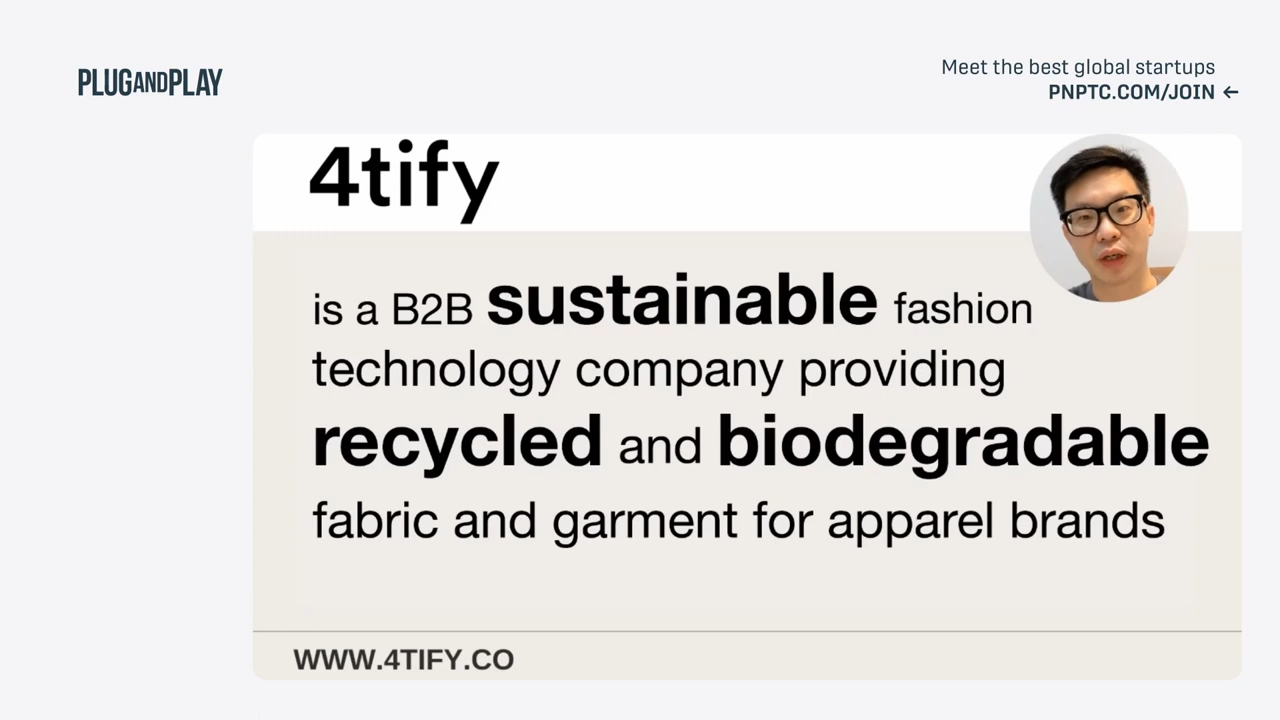 PLUGANDPLAY
Meet the best global startups
PNPTC.COM/JOIN ←
4tify
is a B2B sustainable fashion
technology company providing
recycled and biodegradable
fabric and garment for apparel brands
WWW.4TIFY.CO